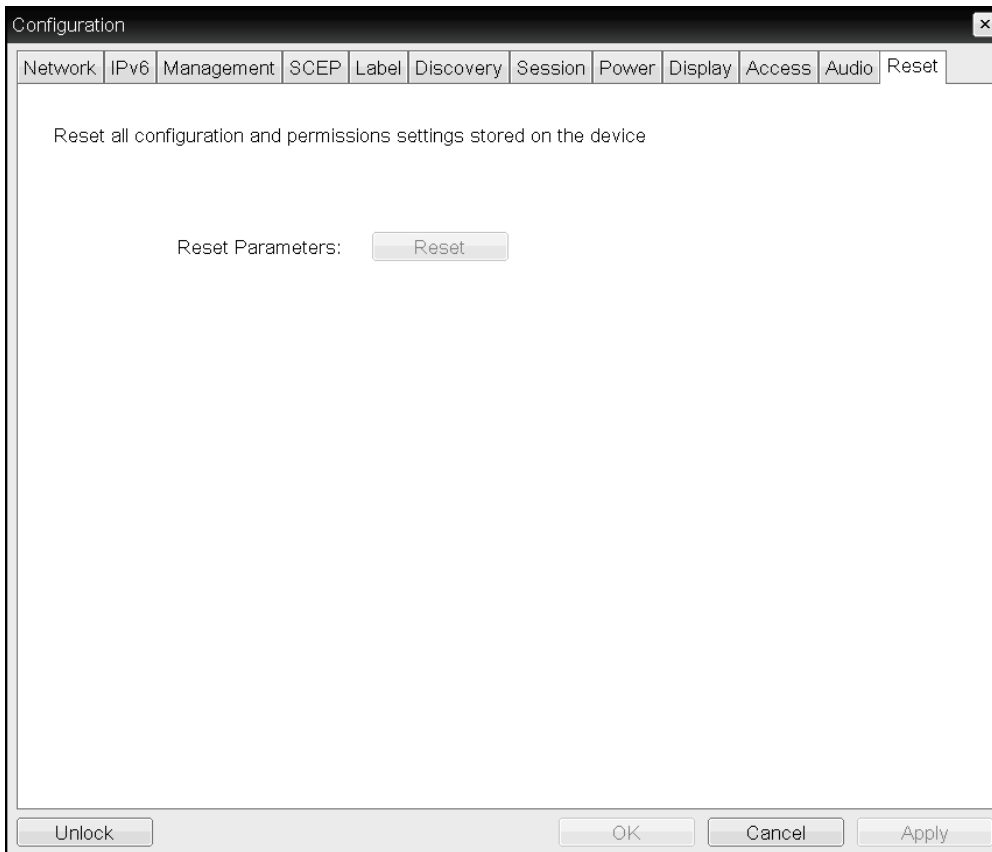 Configuration
Network IPv6 Management SCEP Label Discovery Session Power Display Access Audio Reset
Reset all configuration and permissions settings stored on the device
Reset Parameters: Reset
Unlock OK Cancel Apply